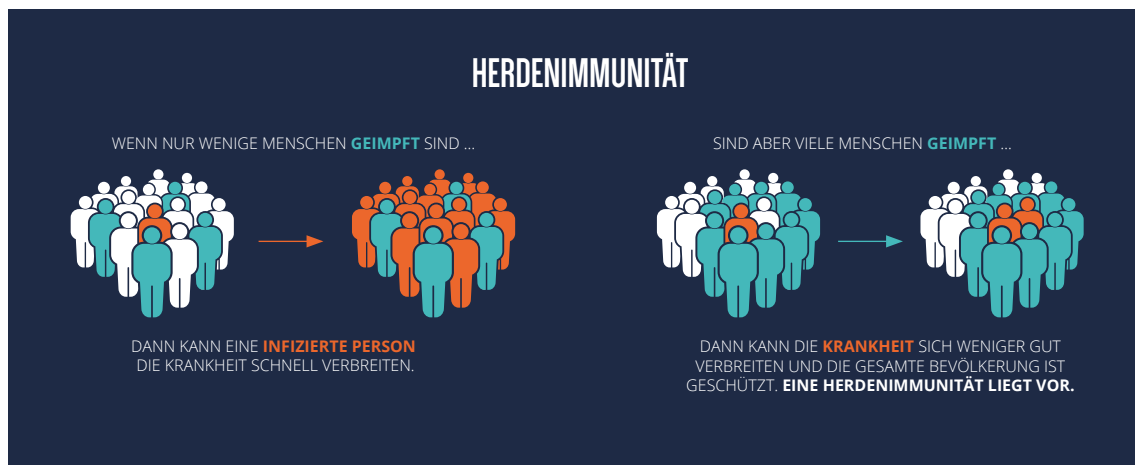 HERDENIMMUNITÄT
WENN NUR WENIGE MENSCHEN GEIMPFT SIND ...
DANN KANN EINE INFIZIERTE PERSON
DIE KRANKHEIT SCHNELL VERBREITEN.
SIND ABER VIELE MENSCHEN GEIMPFT ...
DANN KANN DIE KRANKHEIT SICH WENIGER GUT
VERBREITEN UND DIE GESAMTE BEVÖLKERUNG IST
GESCHÜTZT. EINE HERDENIMMUNITÄT LIEGT VOR.